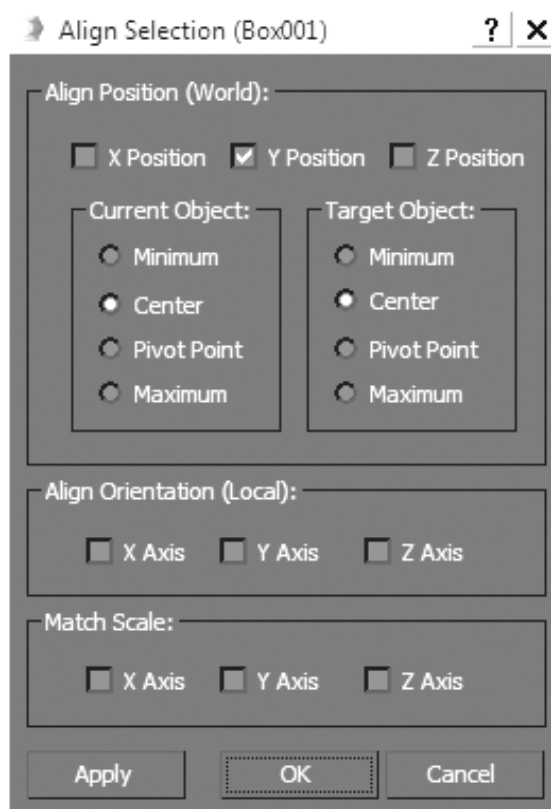 Align Selection (Box001) ? ×
Align Position (World):
X Position Y Position Z Position
Current Object: Target Object:
Minimum Minimum
Center Center
Pivot Point Pivot Point
Maximum Maximum
Align Orientation (Local):
X Axis Y Axis Z Axis
Match Scale:
X Axis Y Axis Z Axis
Apply OK Cancel